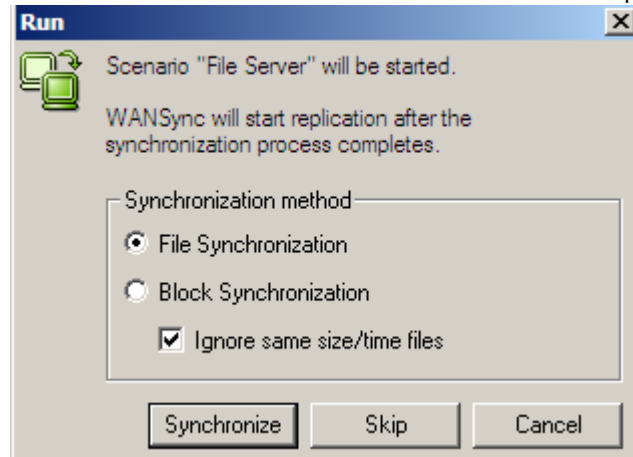 Run
Scenario "File Server" will be started.
WANSync will start replication after the
synchronization process completes.
Synchronization method
File Synchronization
Block Synchronization
Ignore same size/time files
Synchronize Skip Cancel